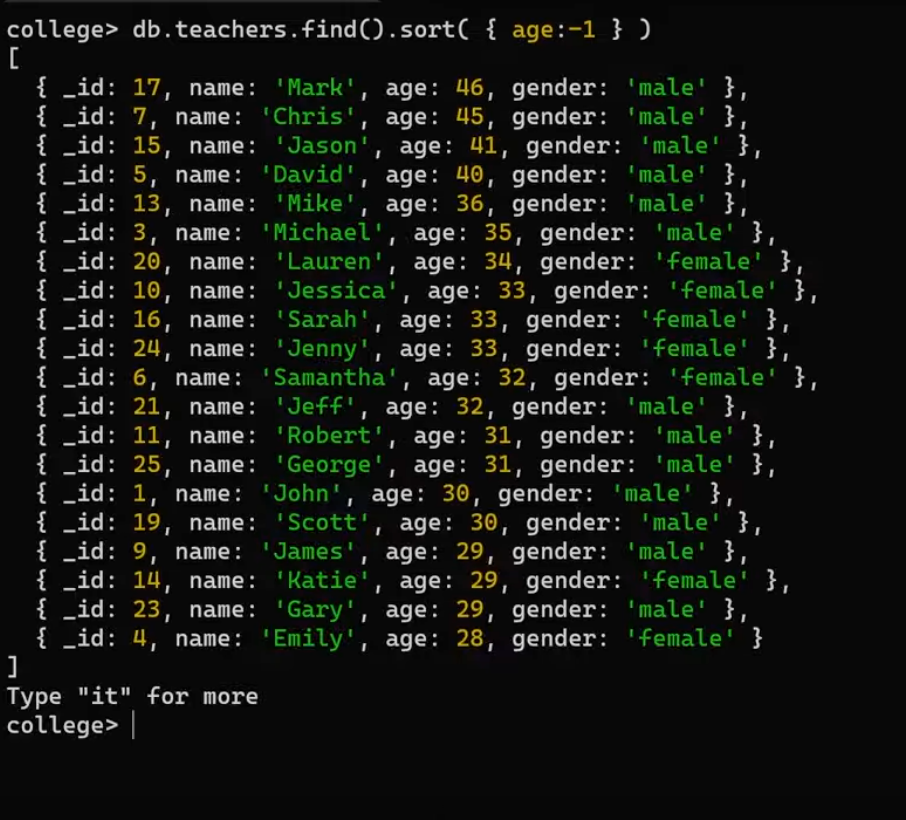 college> db.teachers.find().sort( { age:-1 } )
[
  { _id: 17, name: 'Mark', age: 46, gender: 'male' },
  { _id: 7, name: 'Chris', age: 45, gender: 'male' },
  { _id: 15, name: 'Jason', age: 41, gender: 'male' },
  { _id: 5, name: 'David', age: 40, gender: 'male' },
  { _id: 13, name: 'Mike', age: 36, gender: 'male' },
  { _id: 3, name: 'Michael', age: 35, gender: 'male' },
  { _id: 20, name: 'Lauren', age: 34, gender: 'female' },
  { _id: 10, name: 'Jessica', age: 33, gender: 'female' },
  { _id: 16, name: 'Sarah', age: 33, gender: 'female' },
  { _id: 24, name: 'Jenny', age: 33, gender: 'female' },
  { _id: 6, name: 'Samantha', age: 32, gender: 'female' },
  { _id: 21, name: 'Jeff', age: 32, gender: 'male' },
  { _id: 11, name: 'Robert', age: 31, gender: 'male' },
  { _id: 25, name: 'George', age: 31, gender: 'male' },
  { _id: 1, name: 'John', age: 30, gender: 'male' },
  { _id: 19, name: 'Scott', age: 30, gender: 'male' },
  { _id: 9, name: 'James', age: 29, gender: 'male' },
  { _id: 14, name: 'Katie', age: 29, gender: 'female' },
  { _id: 23, name: 'Gary', age: 29, gender: 'male' },
  { _id: 4, name: 'Emily', age: 28, gender: 'female' }
]
Type "it" for more
college>